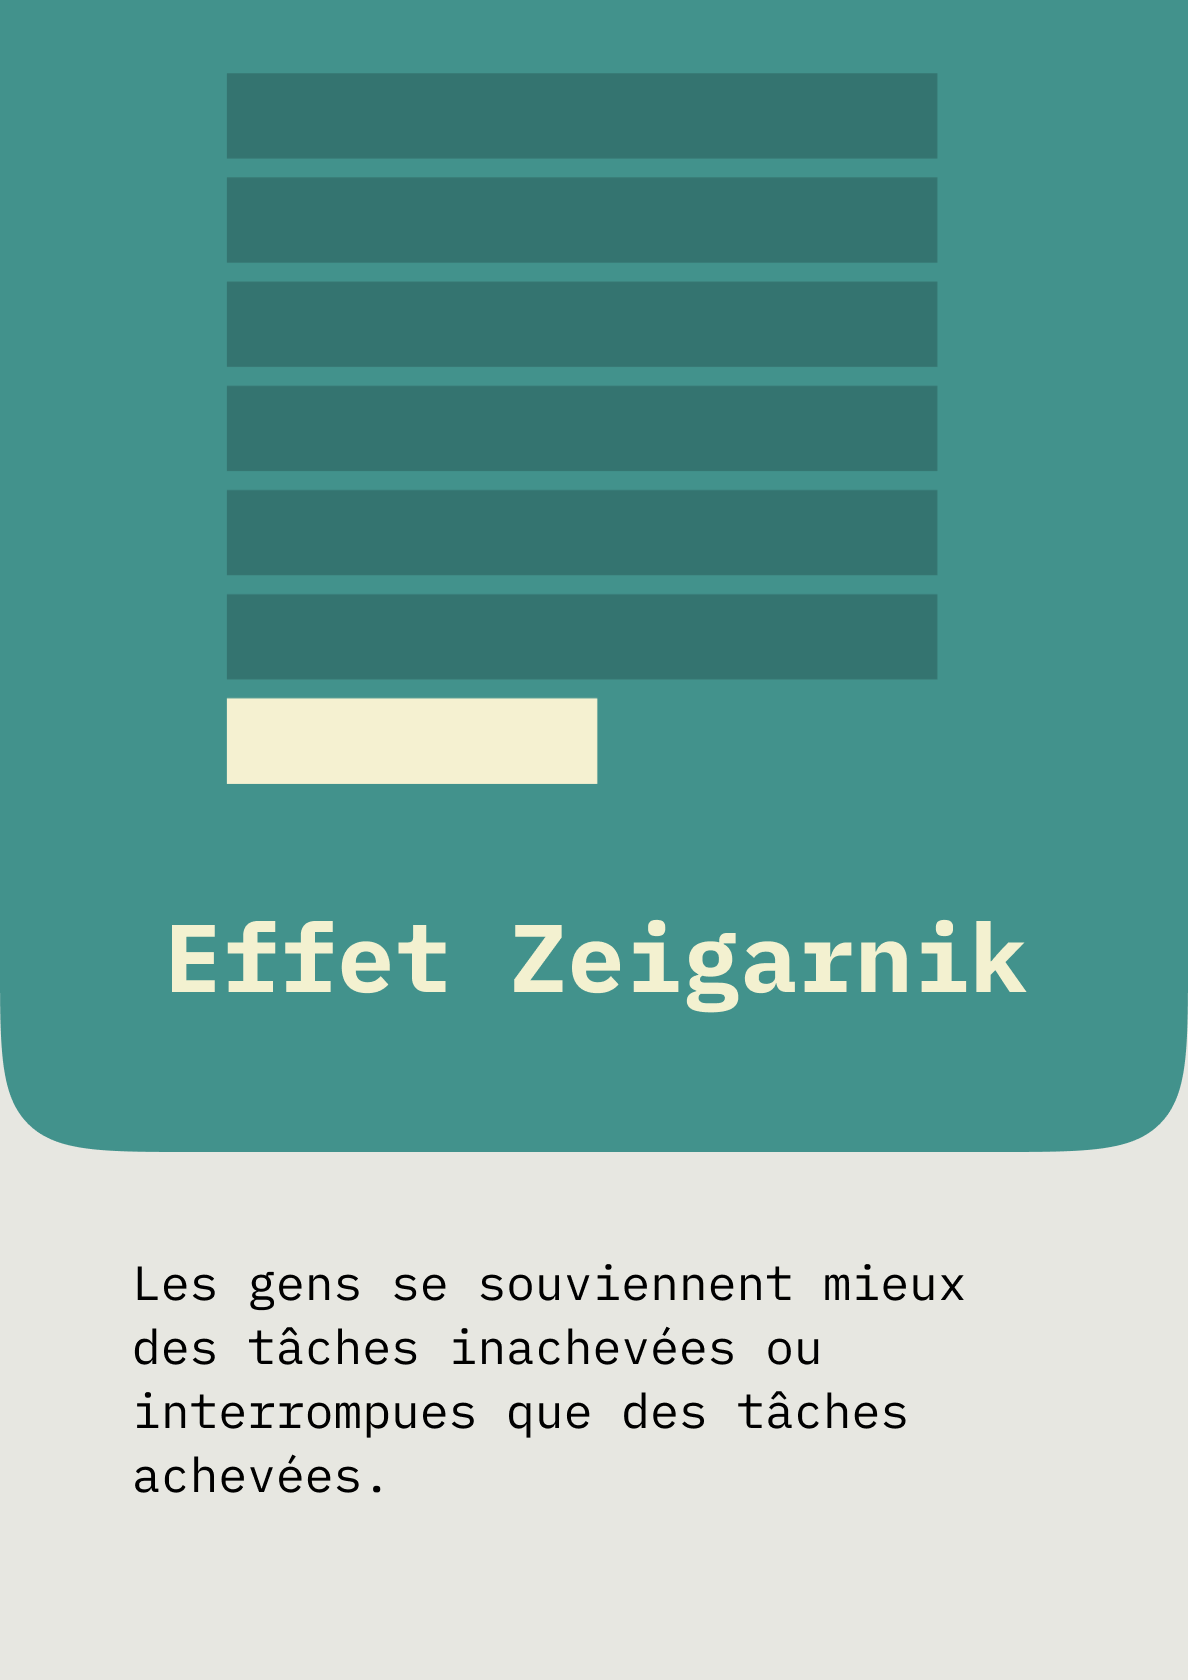 Effet Zeigarnik
Les gens se souviennent mieux
des tâches inachevées ou
interrompues que des tâches
achevées.